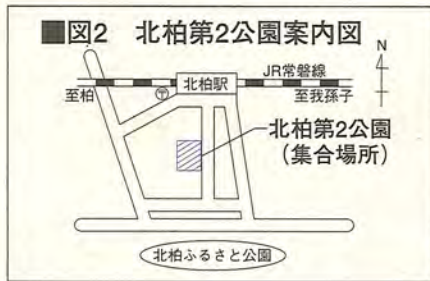 ■図2 北柏第2公園案内図
N
JR常磐線
北柏駅
至柏
〒
至我孫子
北柏第2公園
(集合場所)
北柏ふるさと公園